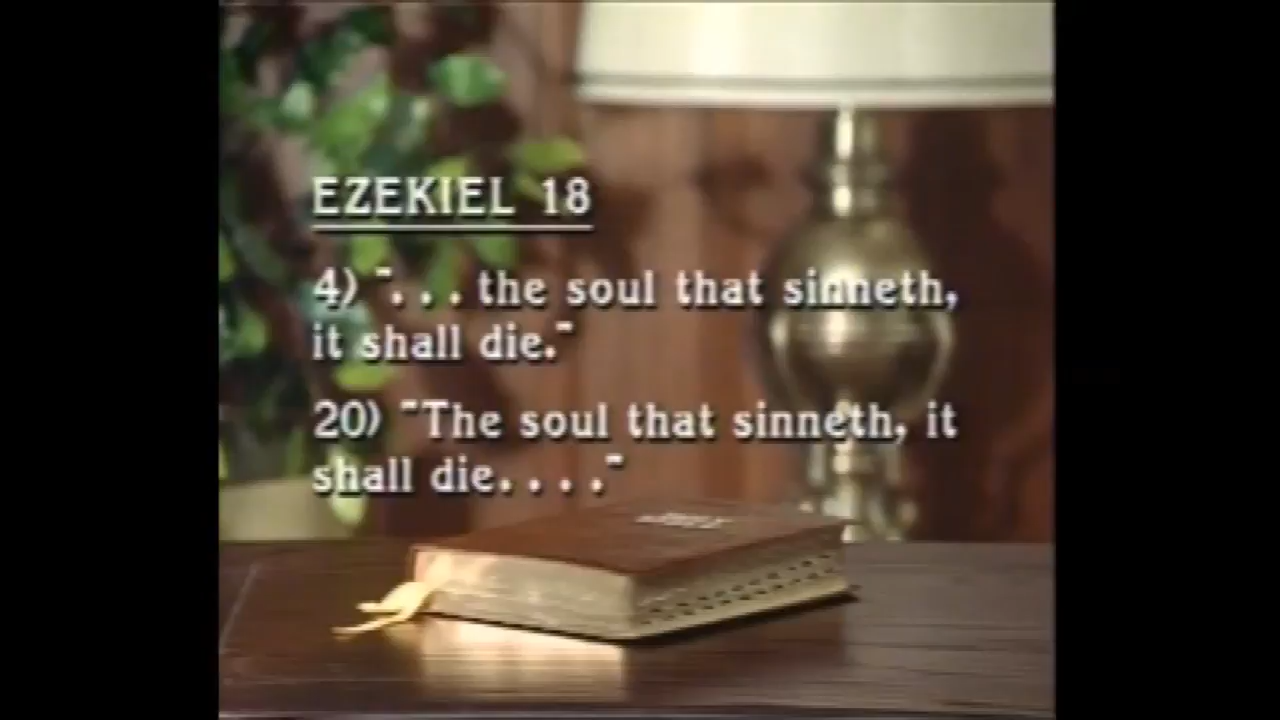 EZEKIEL 18
4) "... the soul that sinneth,
it shall die."
20) "The soul that sinneth, it
shall die...."